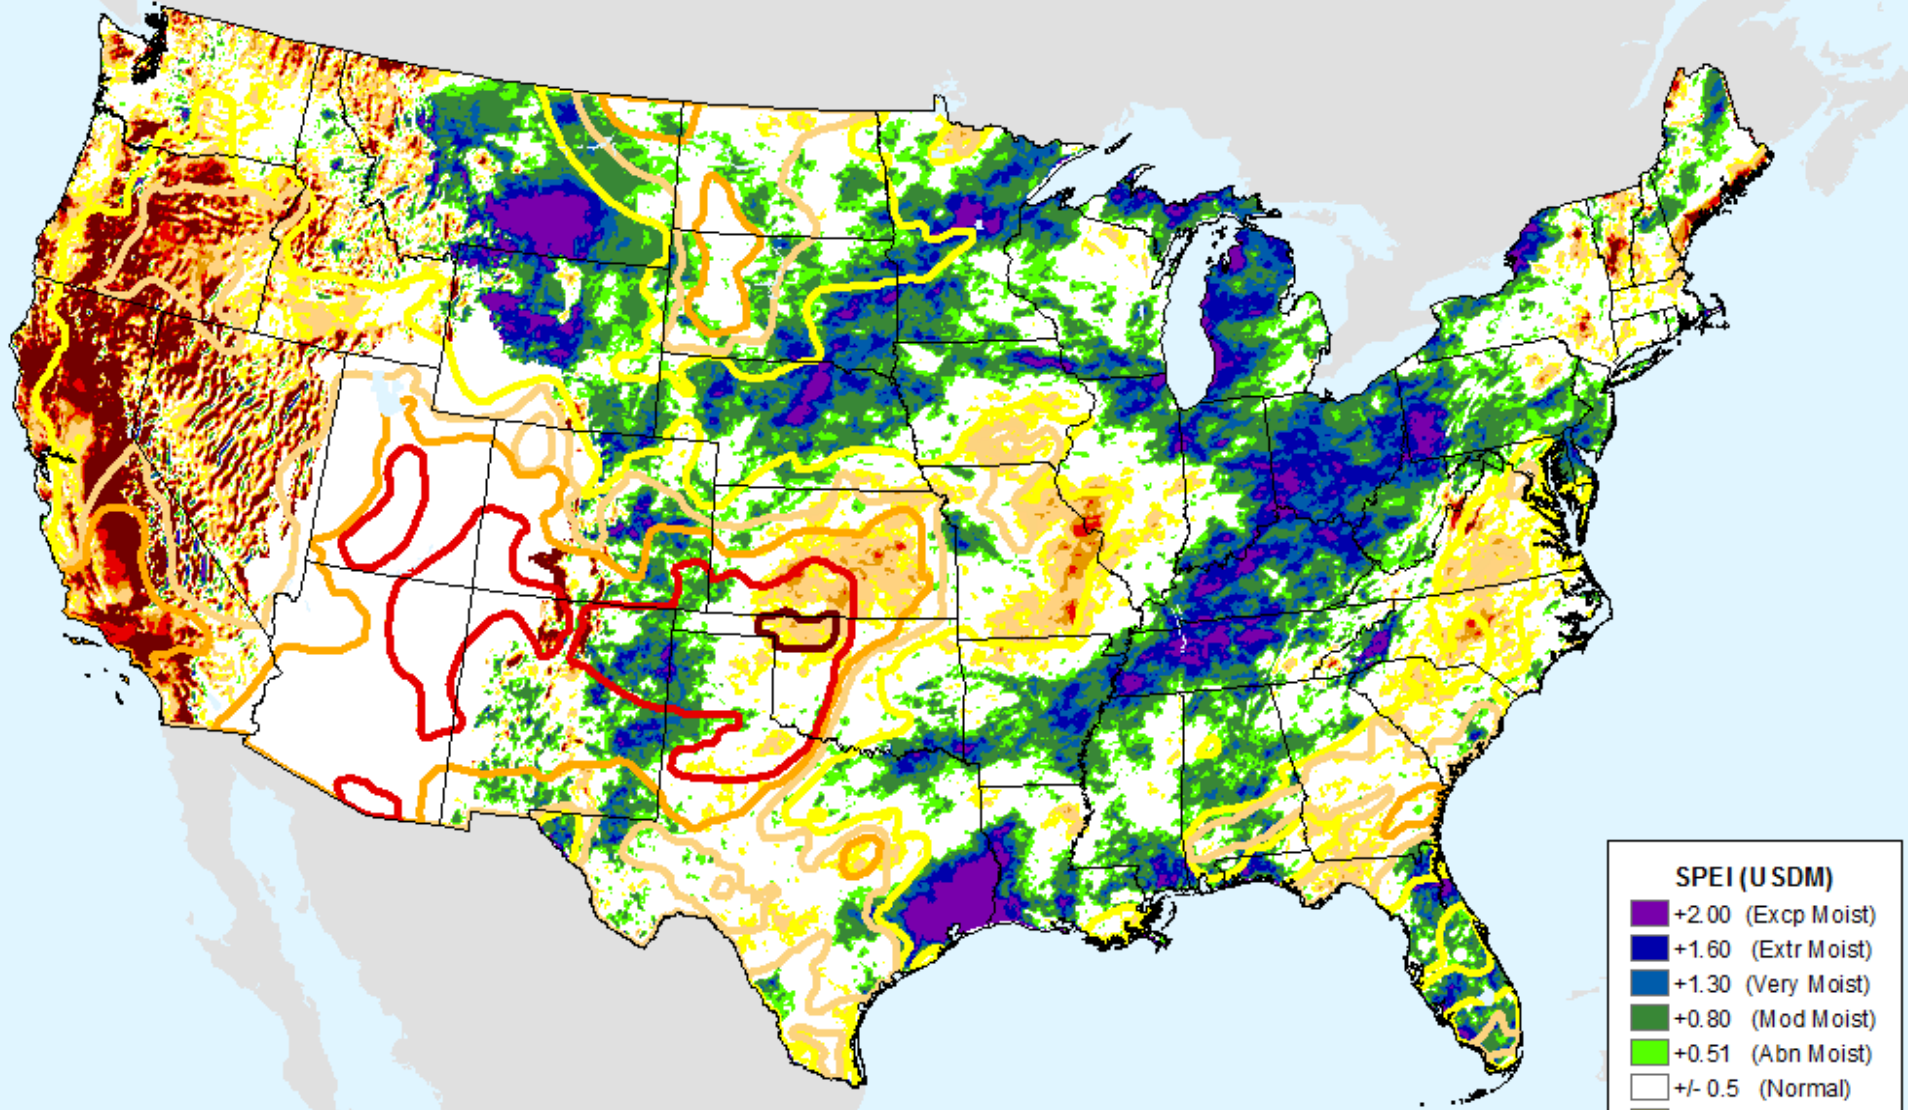 SPEI (USDM)
+2.00 (Excp Moist)
+1.60 (Extr Moist)
+1.30 (Very Moist)
+0.80 (Mod Moist)
+0.51 (Abn Moist)
+/- 0.5 (Normal)